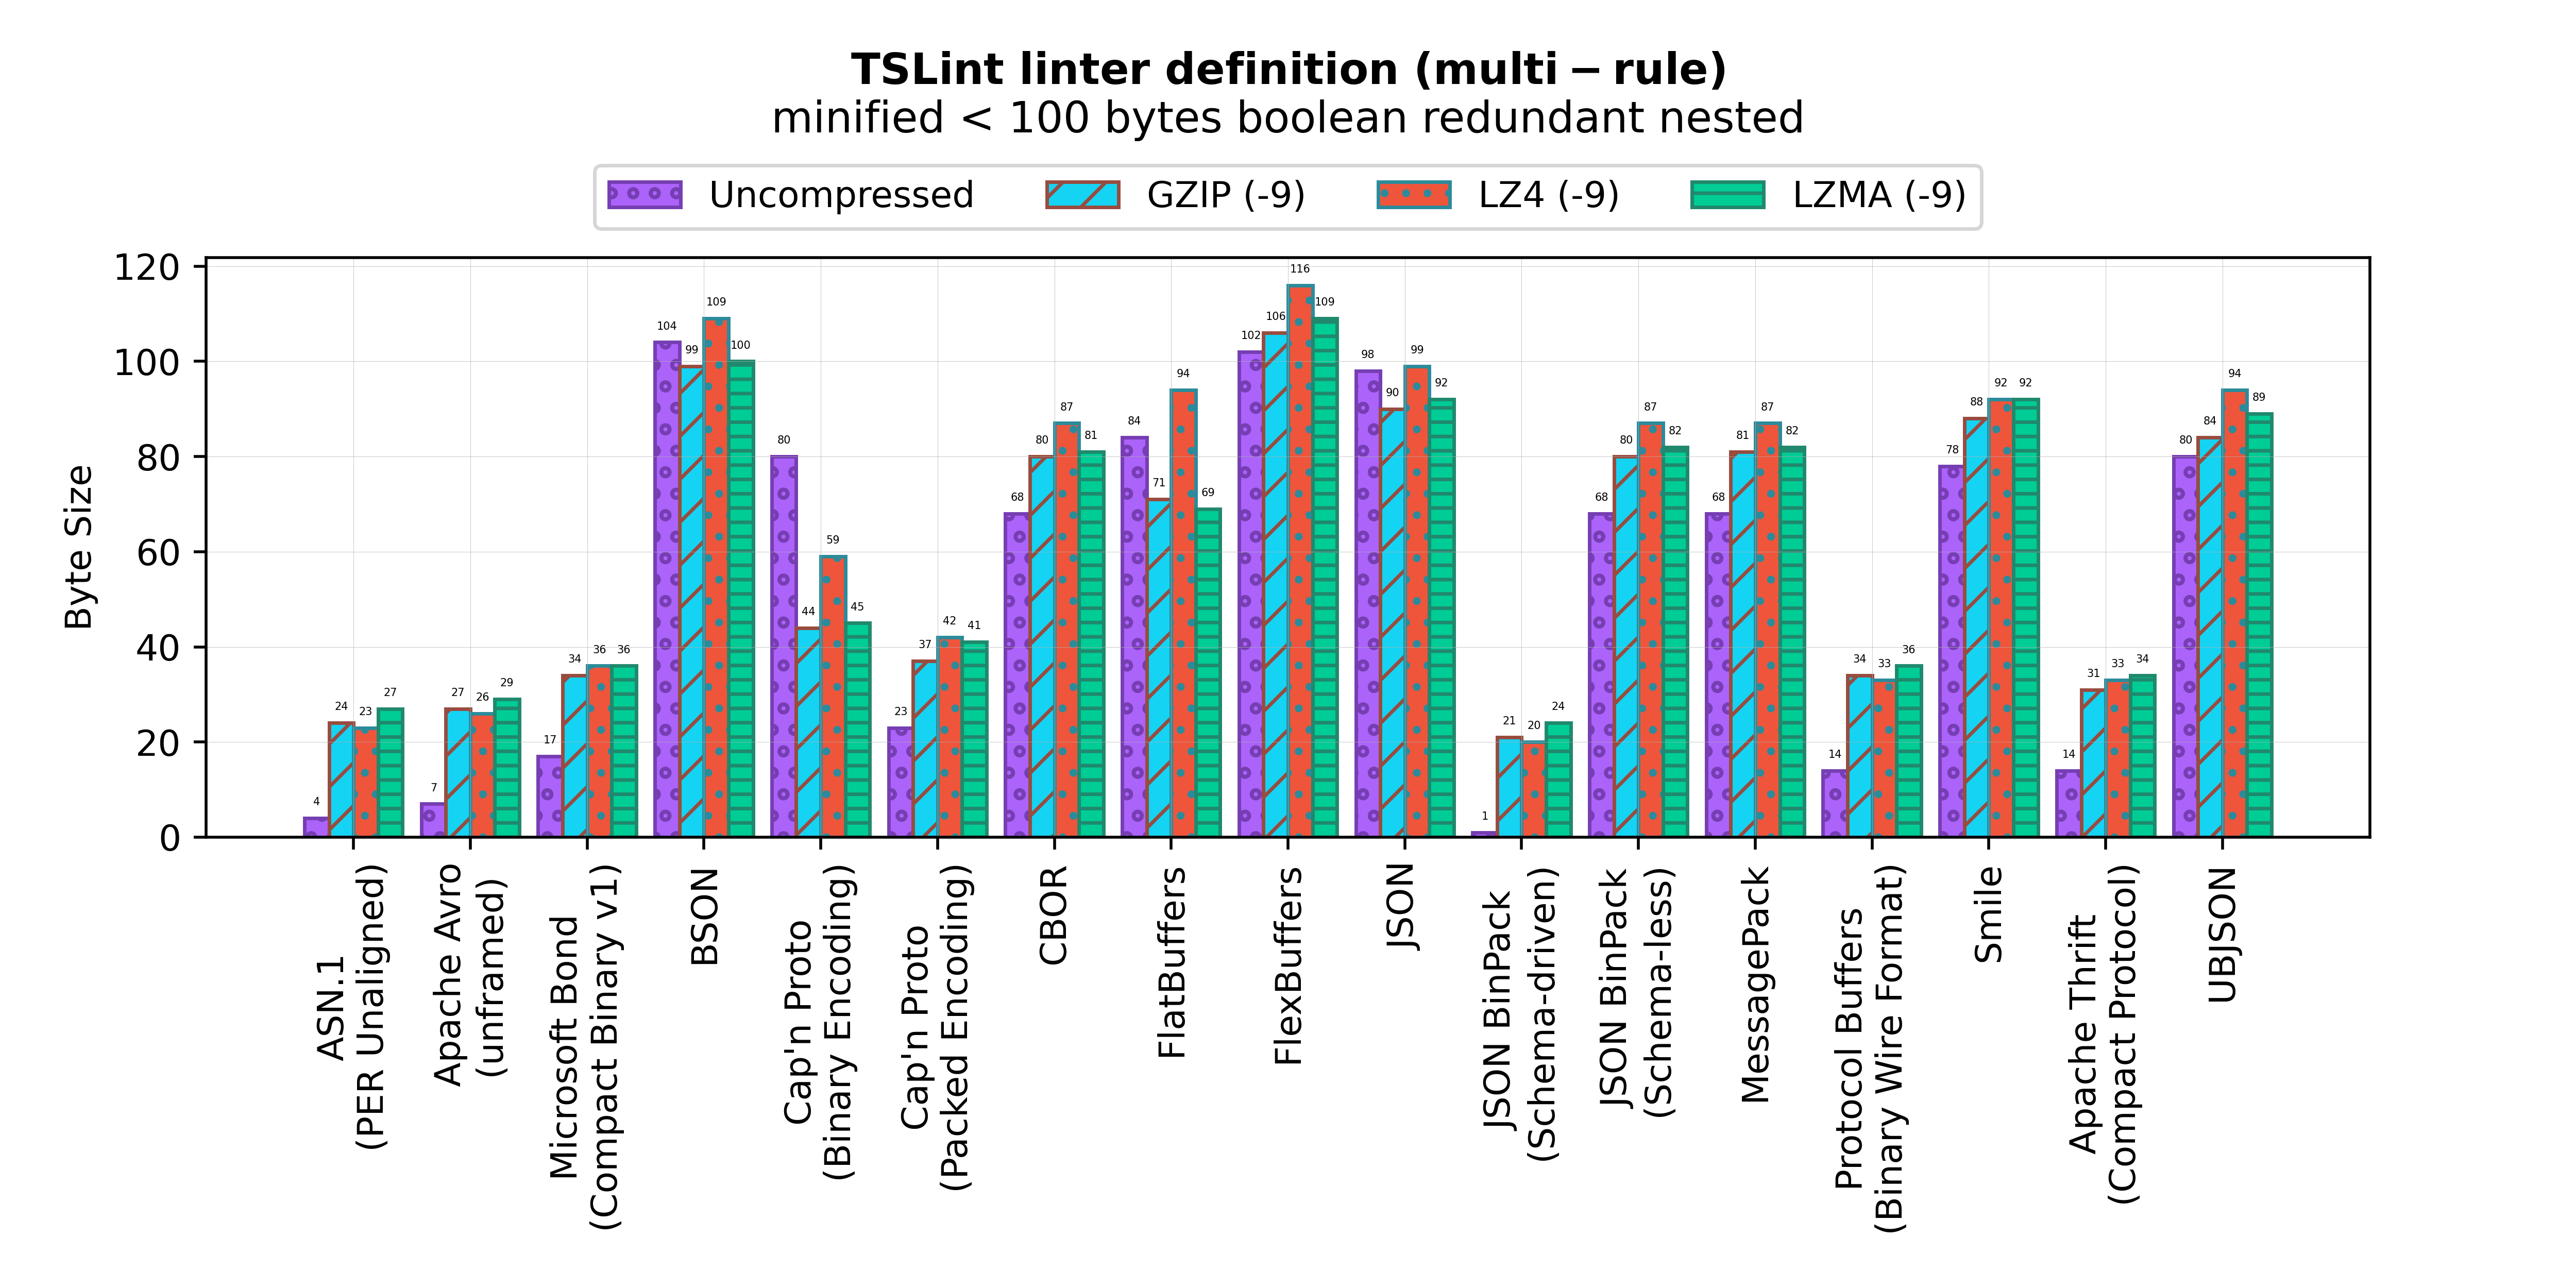 TSLint linter definition (multi − rule)
minified < 100 bytes boolean redundant nested
Uncompressed
GZIP (-9)
LZ4 (-9)
LZMA (-9)
Byte Size
120
100
80
60
40
20
0
4
24
23
27
7
27
26
29
17
34
36
36
104
99
109
100
80
44
59
45
23
37
42
41
68
80
87
81
84
71
94
69
102
106
116
109
98
90
99
92
1
21
20
24
68
80
87
82
68
81
87
82
14
34
33
36
78
88
92
92
14
31
33
34
80
84
94
89
ASN.1
(PER Unaligned)
Apache Avro
(unframed)
Microsoft Bond
(Compact Binary v1)
BSON
Cap'n Proto
(Binary Encoding)
Cap'n Proto
(Packed Encoding)
CBOR
FlatBuffers
FlexBuffers
JSON
JSON BinPack
(Schema-driven)
JSON BinPack
(Schema-less)
MessagePack
Protocol Buffers
(Binary Wire Format)
Smile
Apache Thrift
(Compact Protocol)
UBJSON